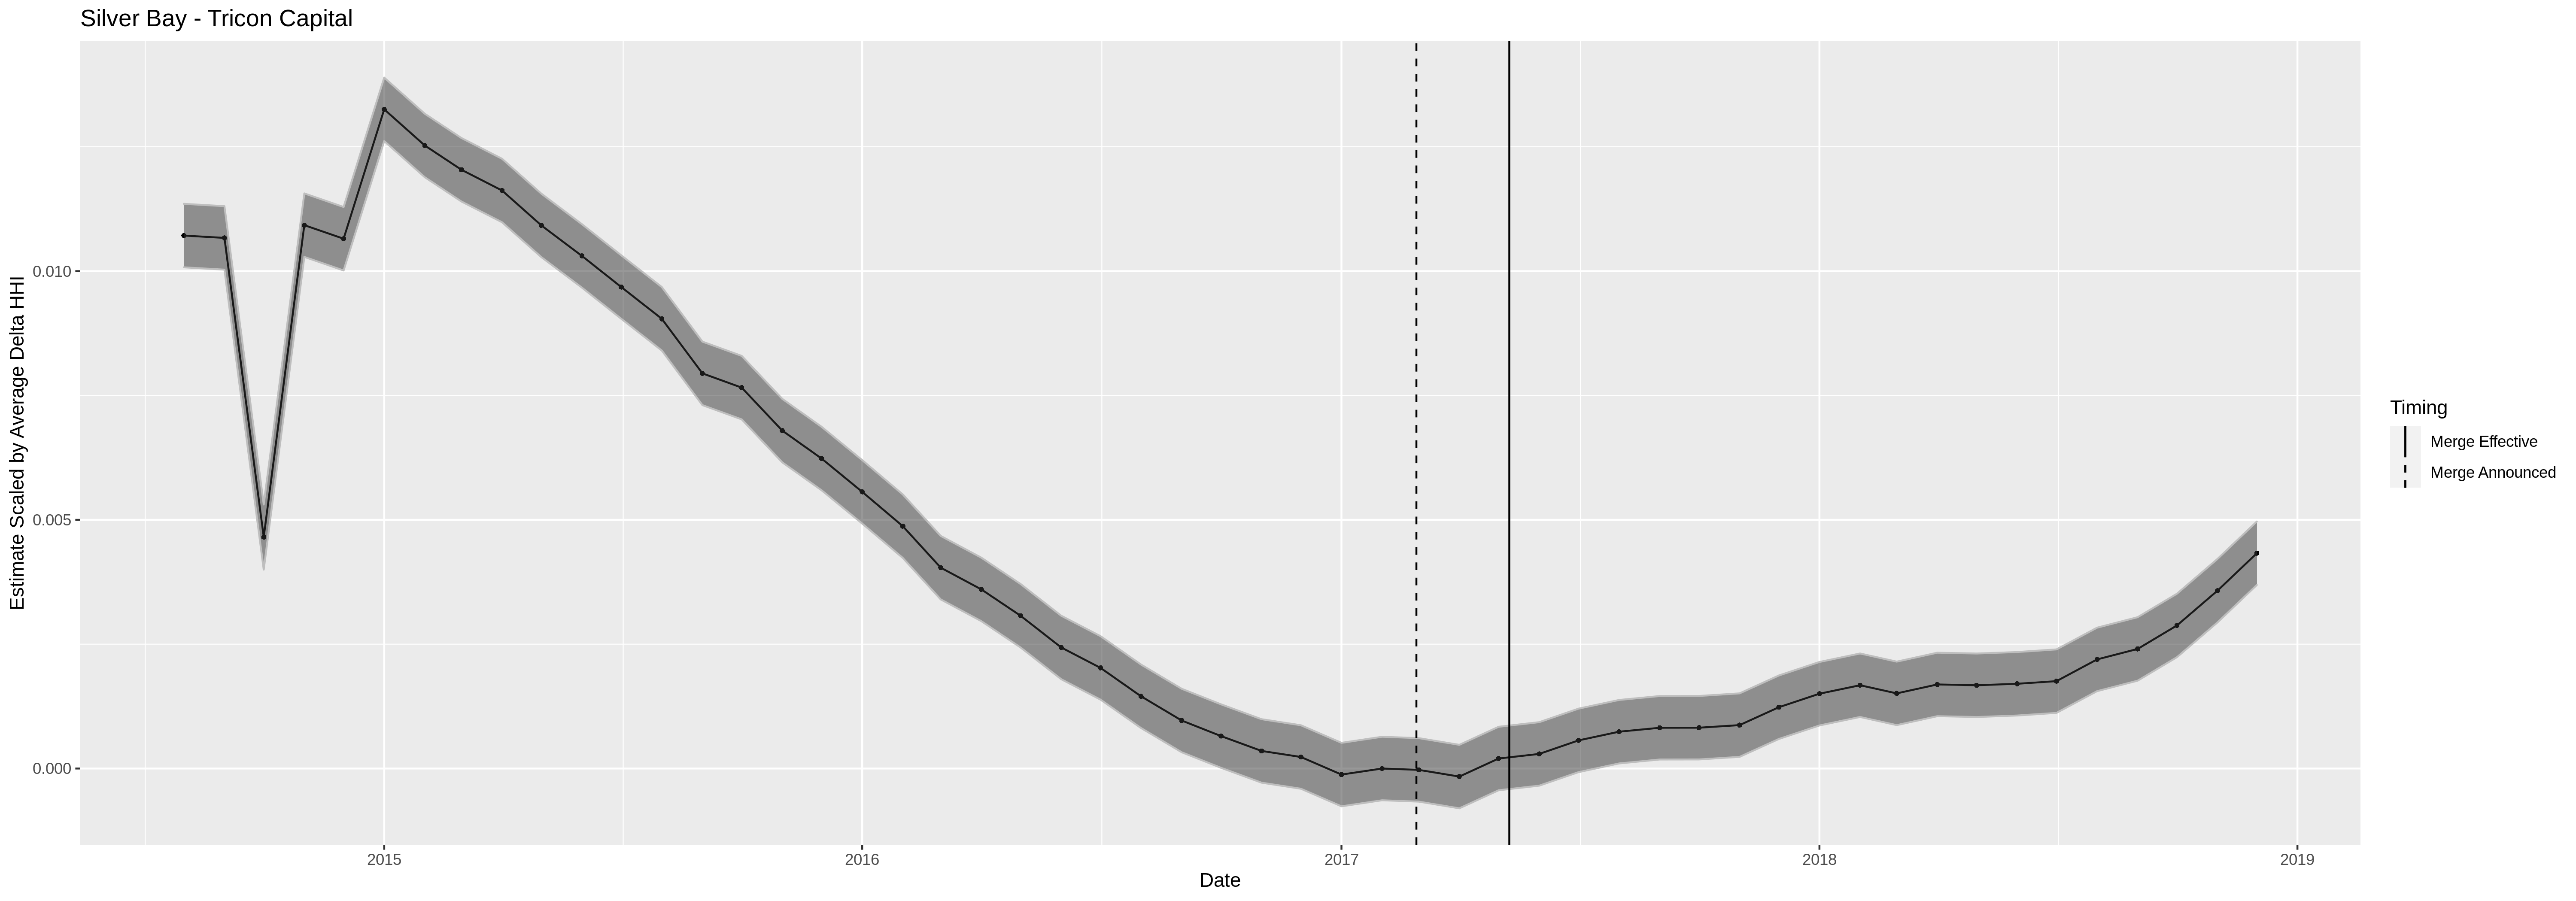 Silver Bay - Tricon Capital
Estimate Scaled by Average Delta HHI
0.010
0.005
0.000
2015
2016
2017
2018
2019
Date
Timing
Merge Effective
Merge Announced